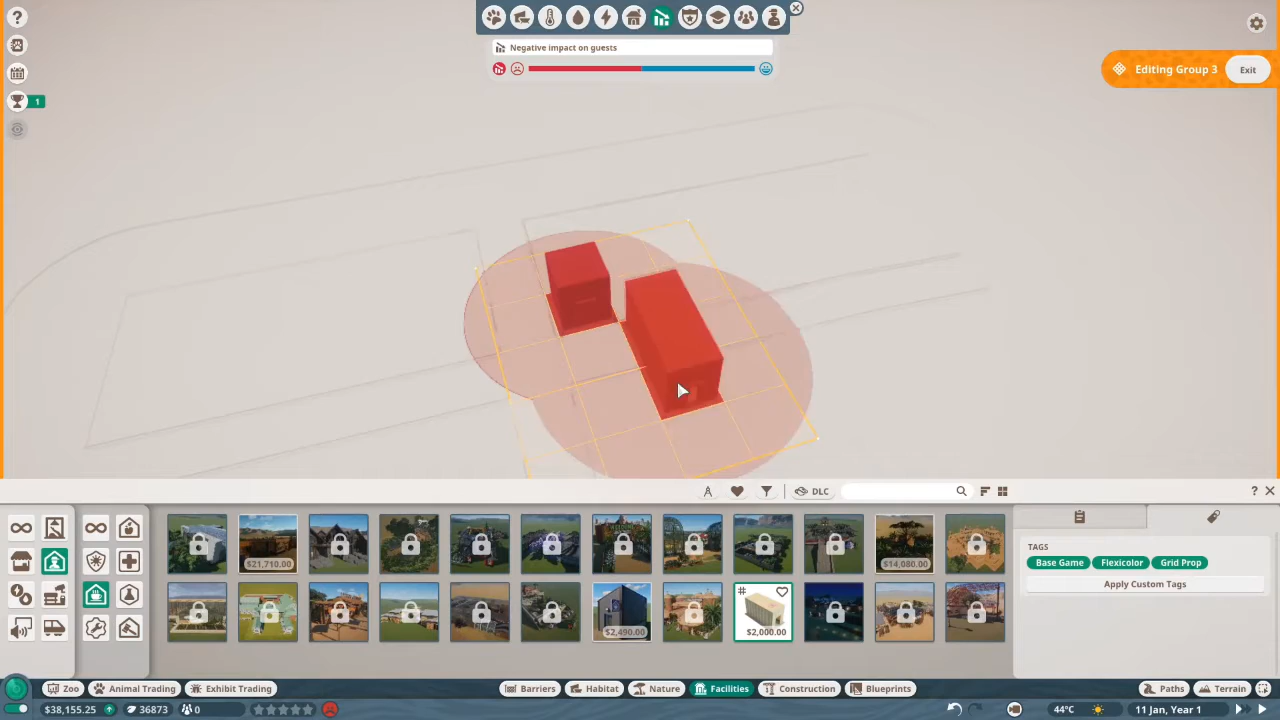 ?
Negative impact on guests
Editing Group 3
Exit
1
A
DLC
?
$21,710.00
$14,080.00
TAGS
Base Game
Flexicolor
Grid Prop
Apply Custom Tags
#
$2,490.00
$2,000.00
Zoo
Animal Trading
Exhibit Trading
Barriers
Habitat
Nature
Facilities
Construction
Blueprints
Paths
Terrain
$38,155.25
36873
0
44°C
11 Jan, Year 1